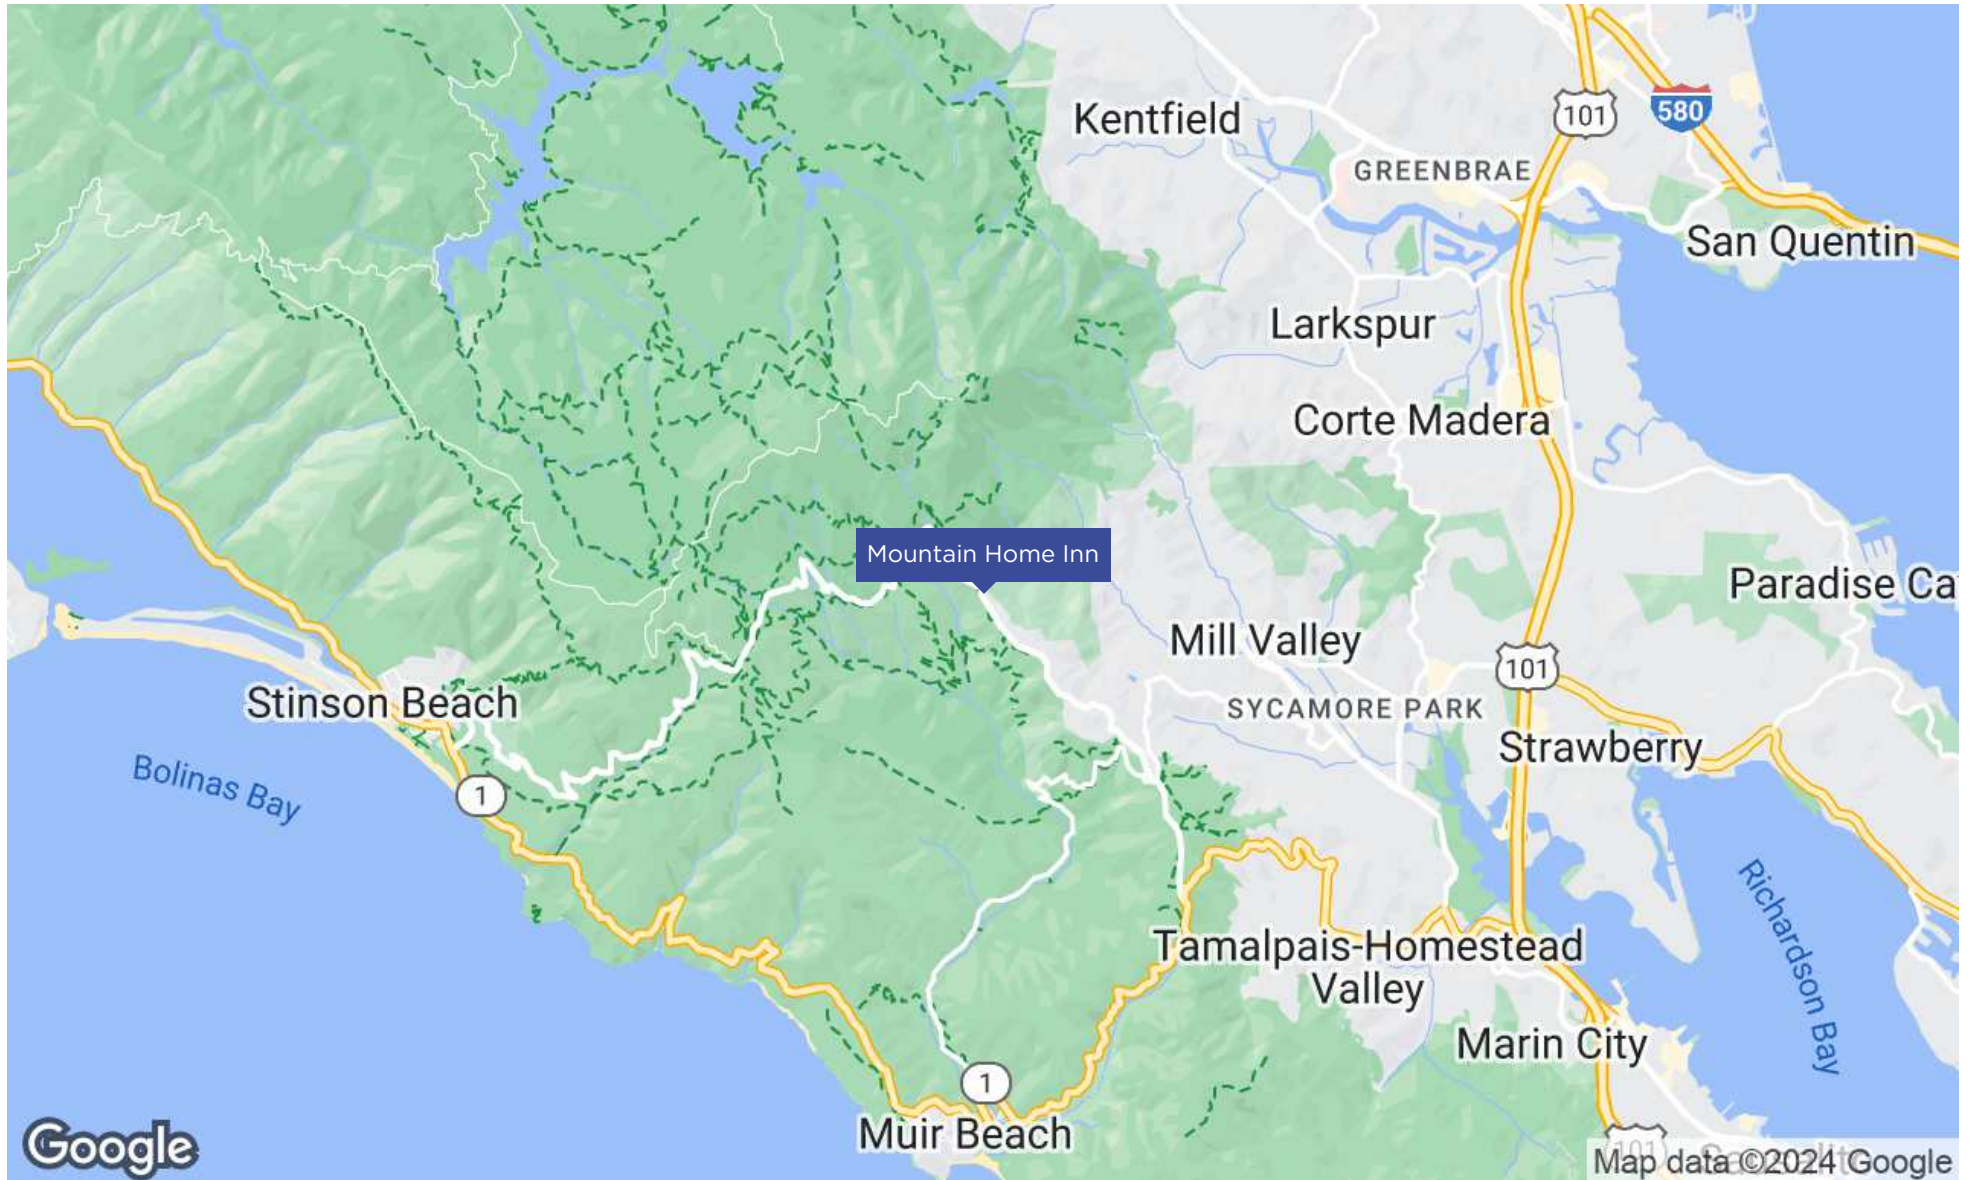 Kentfield
101
580
GREENBRAE
San Quentin
Larkspur
Corte Madera
Mountain Home Inn
Paradise Ca
Mill Valley
101
SYCAMORE PARK
Stinson Beach
Strawberry
Bolinas Bay
1
Richardson Bay
Tamalpais-Homestead
Valley
Marin City
1
Muir Beach
101
Google
Map data ©2024 Google